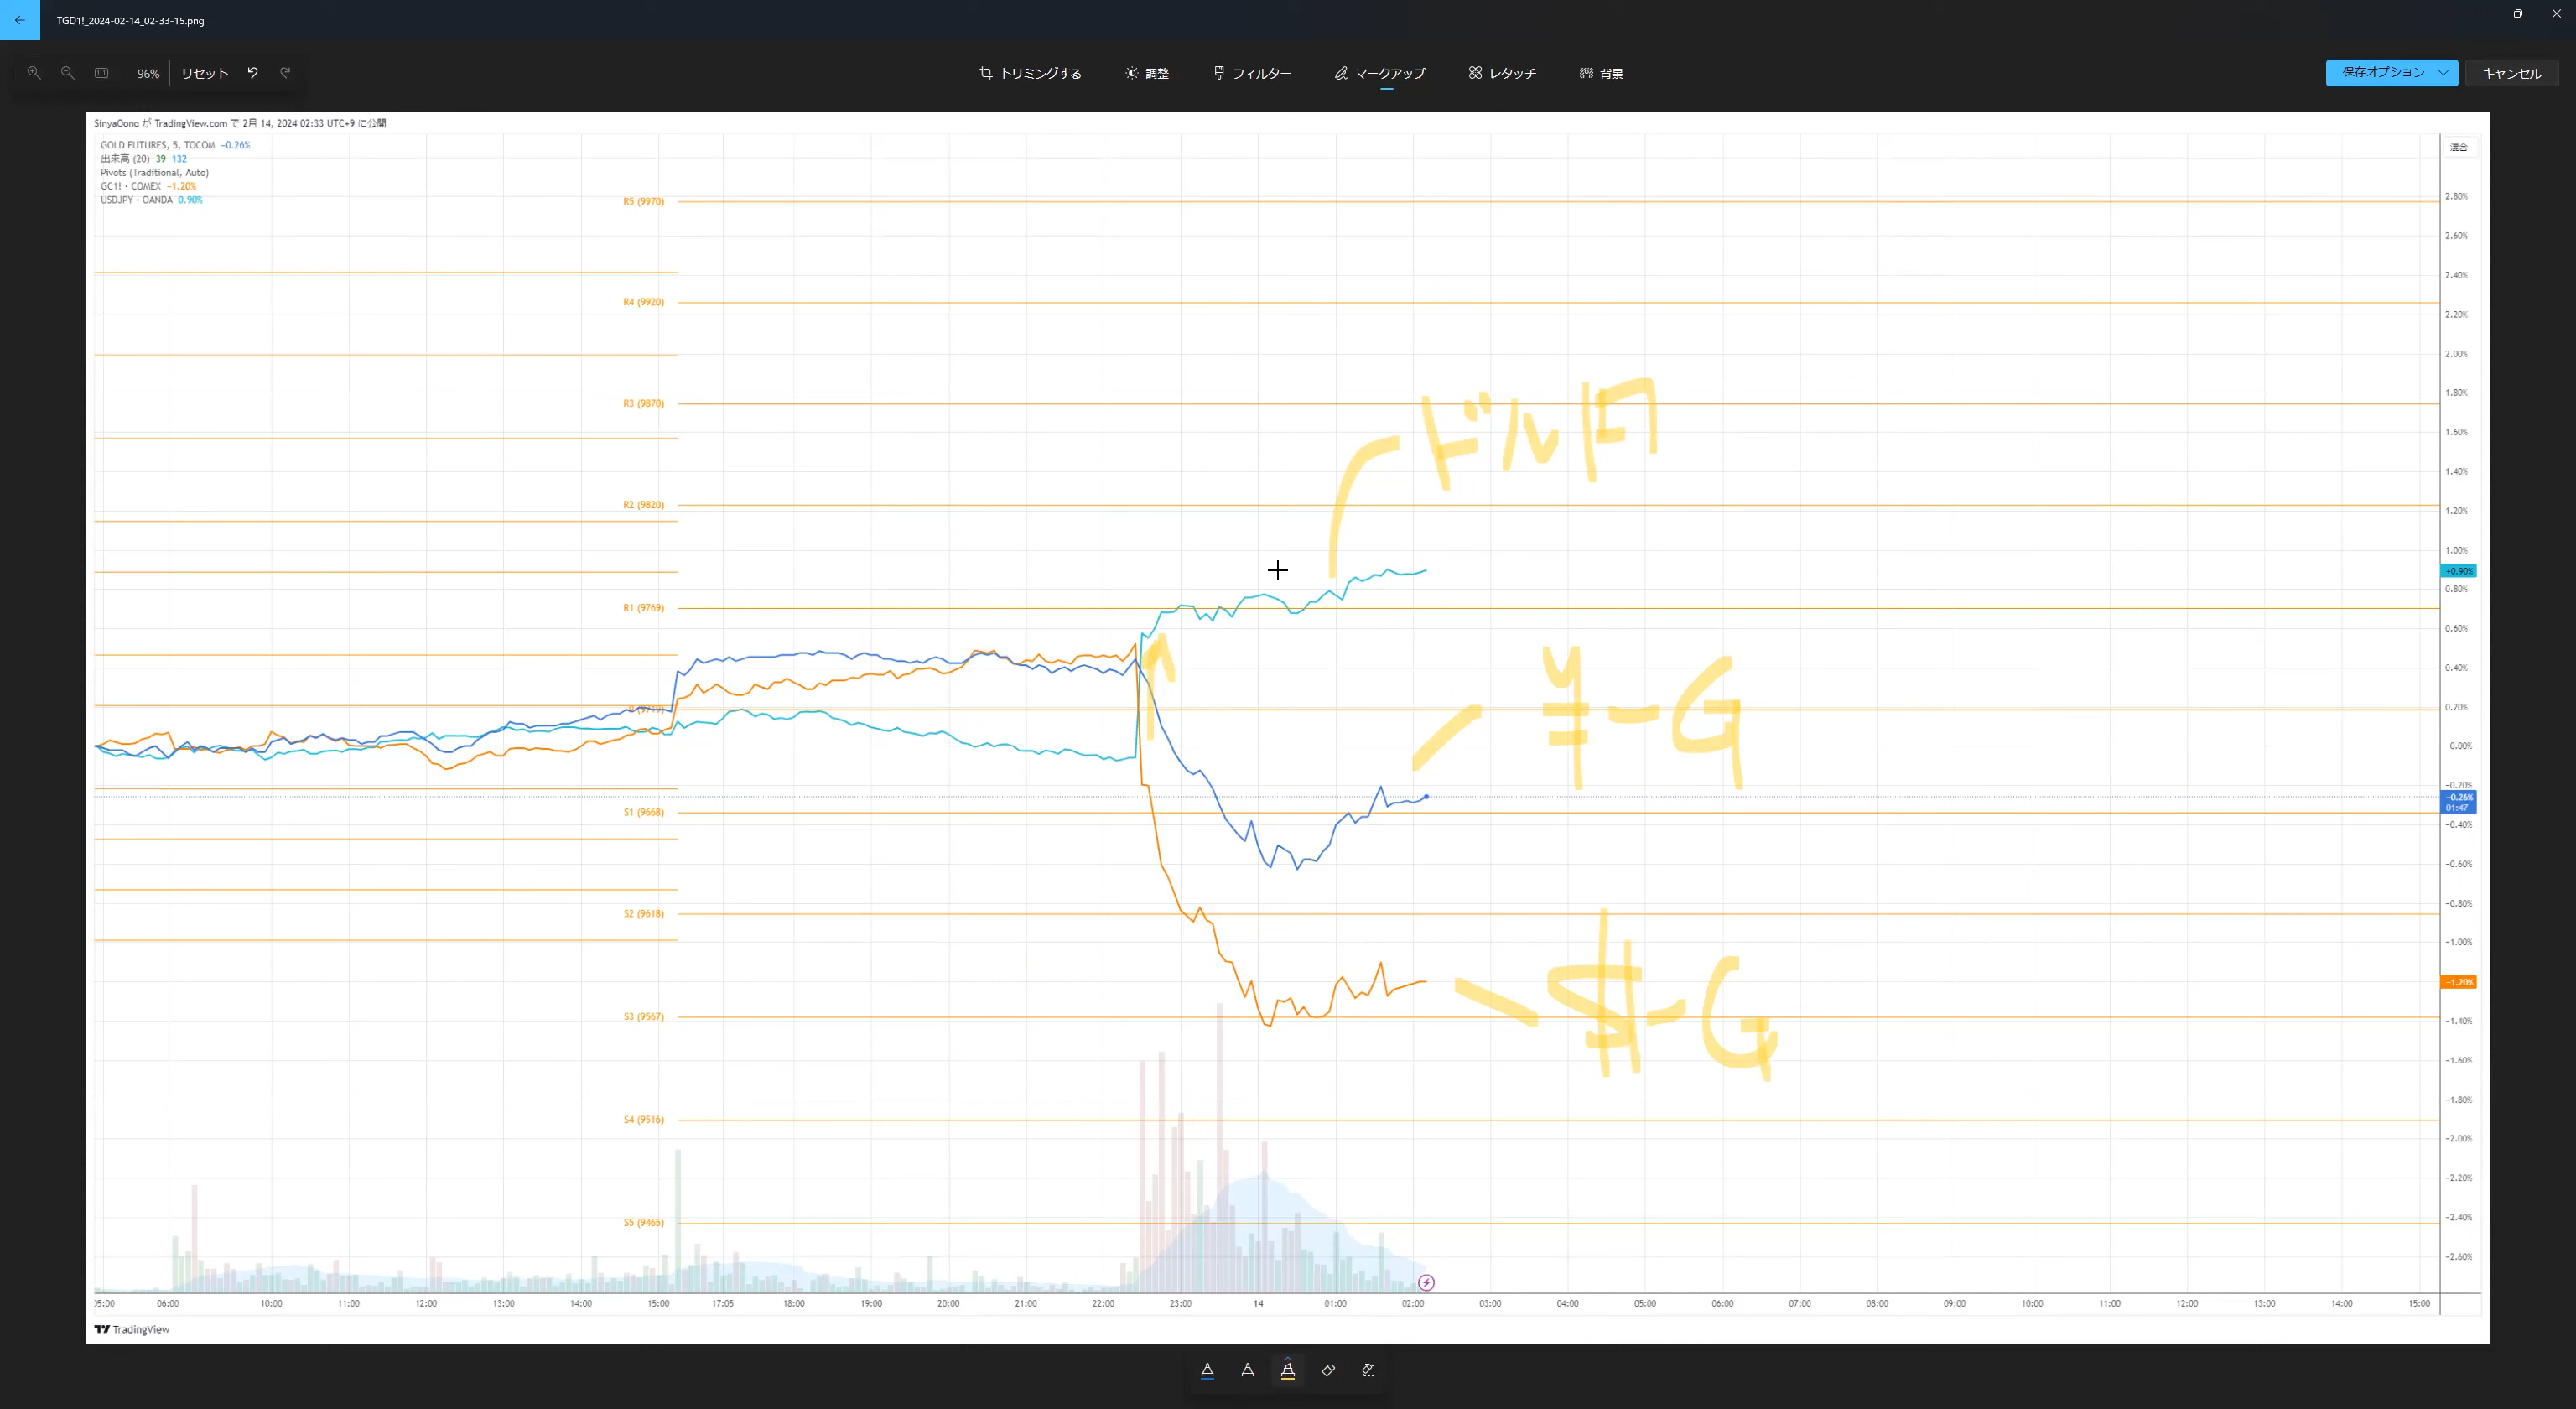 TGD1!_2024-02-14_02-33-15.png
96% リセット トリミングする 調整 フィルター マークアップ レタッチ 背景 保存オプション キャンセル
SinyaOono が TradingView.com で 2月 14, 2024 02:33 UTC+9 に公開
GOLD FUTURES, 5, TOCOM -0.26%
出来高 (20) 39 132
Pivots (Traditional, Auto)
GC1! · COMEX -1.20%
USDJPY · OANDA 0.90%
混合
R5 (9970)
R4 (9920)
R3 (9870)
R2 (9820)
R1 (9769)
S1 (9668)
S2 (9618)
S3 (9567)
S4 (9516)
S5 (9465)
ドル円
¥-G
$-G
2.80%
2.60%
2.40%
2.20%
2.00%
1.80%
1.60%
1.40%
1.20%
1.00%
+0.90%
0.80%
0.60%
0.40%
0.20%
-0.00%
-0.20%
-0.26%
01:47
-0.40%
-0.60%
-0.80%
-1.00%
-1.20%
-1.40%
-1.60%
-1.80%
-2.00%
-2.20%
-2.40%
-2.60%
06:00 10:00 11:00 12:00 13:00 14:00 15:00 17:05 18:00 19:00 20:00 21:00 22:00 23:00 14 01:00 02:00 03:00 04:00 05:00 06:00 07:00 08:00 09:00 10:00 11:00 12:00 13:00 14:00 15:00
TradingView